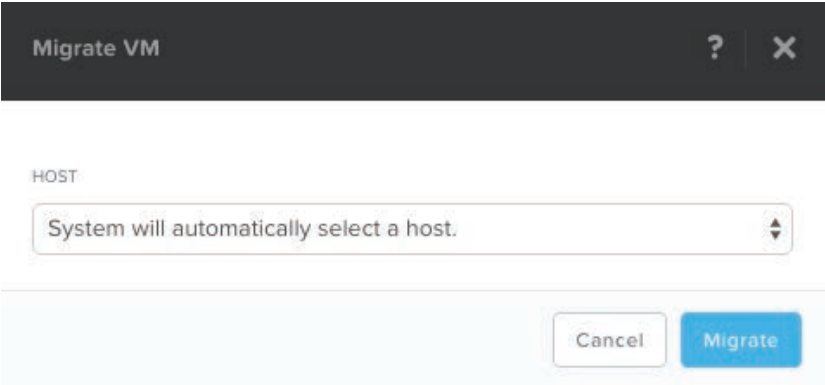 Migrate VM
?
HOST
System will automatically select a host.
Cancel
Migrate